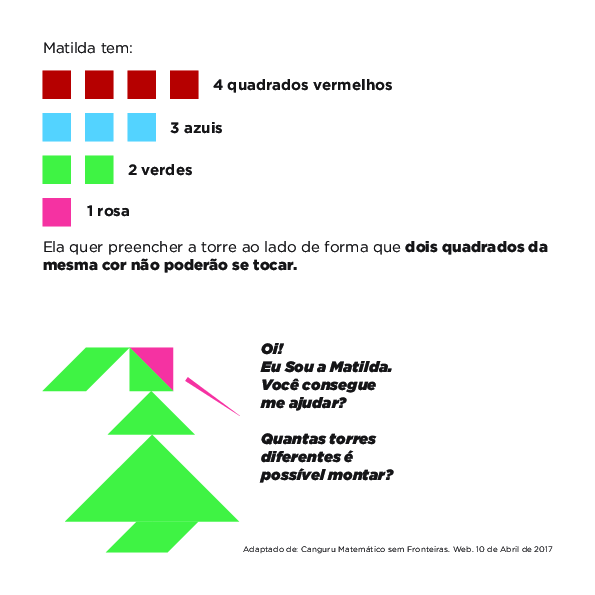 Matilda tem:
4 quadrados vermelhos
3 azuis
2 verdes
1 rosa
Ela quer preencher a torre ao lado de forma que dois quadrados da
mesma cor não poderão se tocar.
Oi!
Eu Sou a Matilda.
Você consegue
me ajudar?
Quantas torres
diferentes é
possível montar?
Adaptado de: Canguru Matemático sem Fronteiras. Web. 10 de Abril de 2017